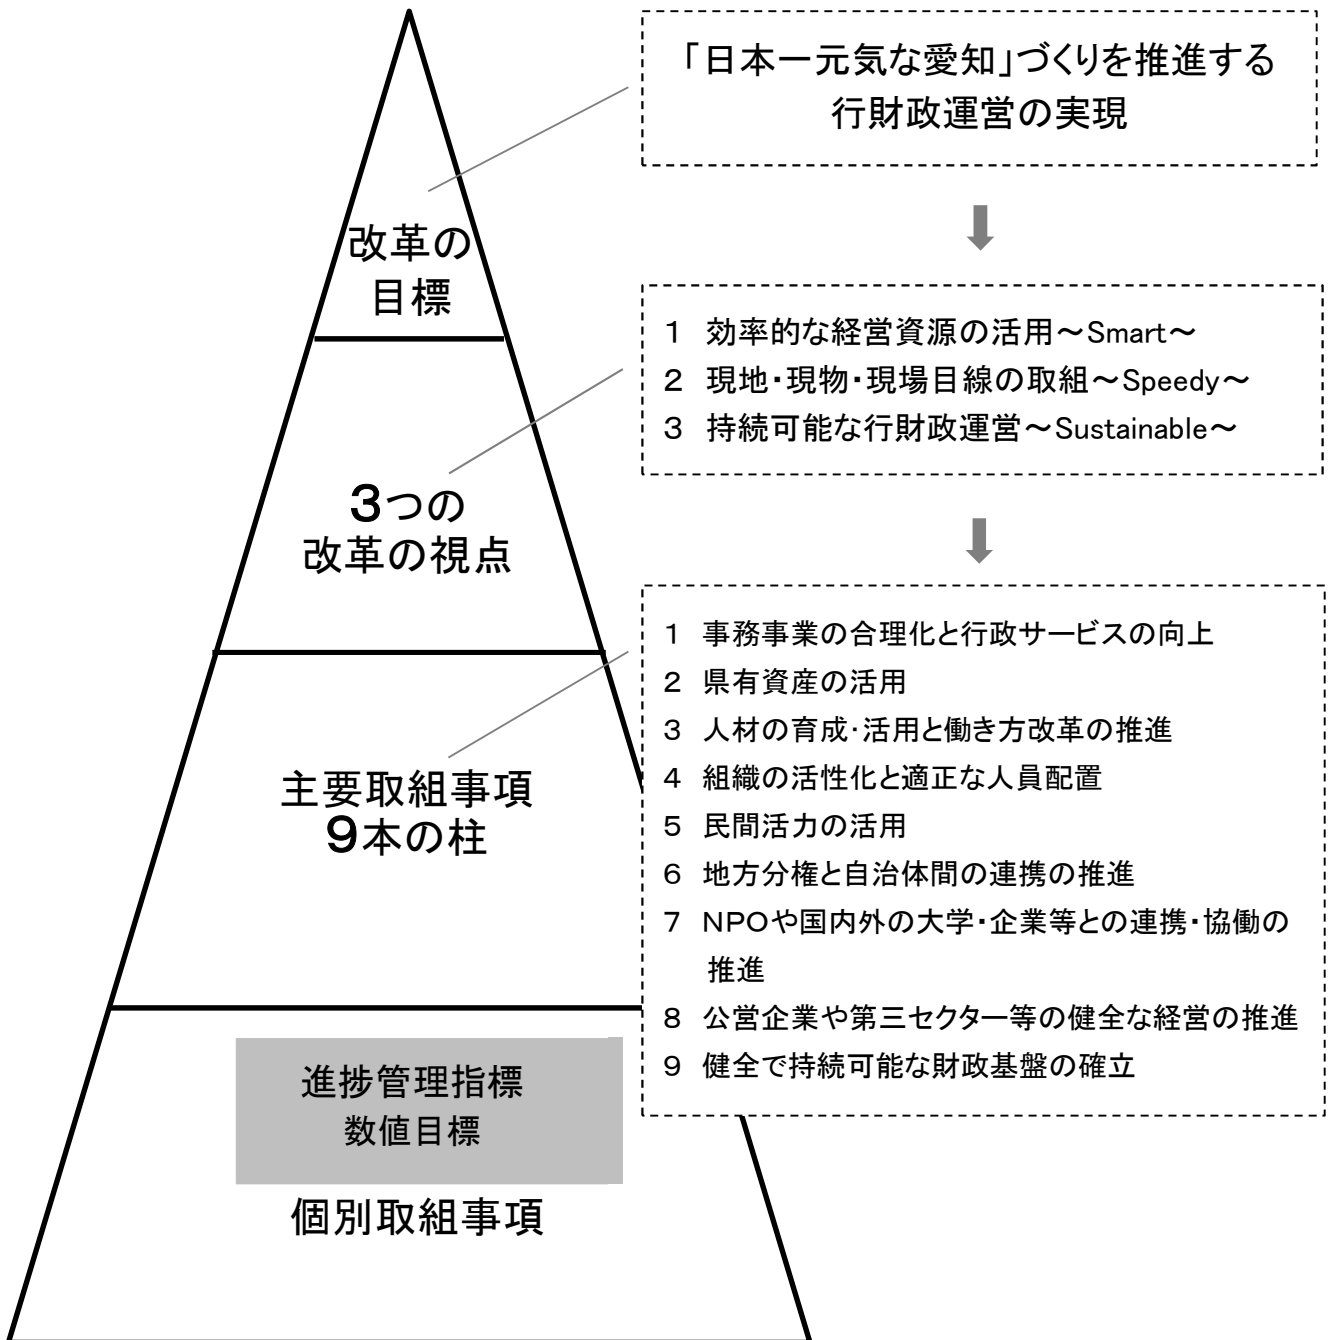 「日本一元気な愛知」づくりを推進する
行財政運営の実現
改革の
目標
1 効率的な経営資源の活用～Smart～
2 現地・現物・現場目線の取組～Speedy～
3 持続可能な行財政運営～Sustainable～
3つの
改革の視点
1 事務事業の合理化と行政サービスの向上
2 県有資産の活用
3 人材の育成・活用と働き方改革の推進
4 組織の活性化と適正な人員配置
5 民間活力の活用
6 地方分権と自治体間の連携の推進
7 NPOや国内外の大学・企業等との連携・協働の
推進
8 公営企業や第三セクター等の健全な経営の推進
9 健全で持続可能な財政基盤の確立
主要取組事項
9本の柱
進捗管理指標
数値目標
個別取組事項